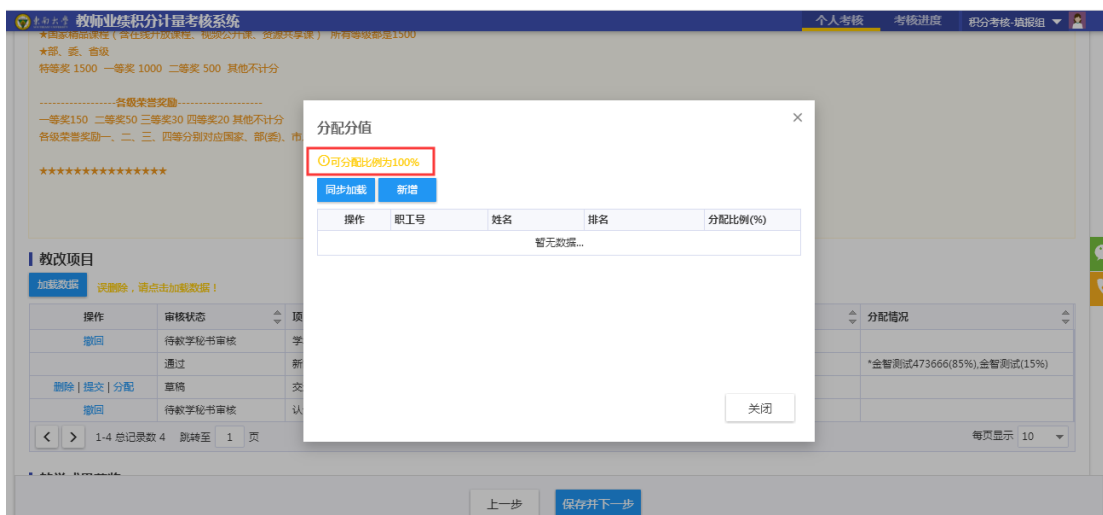 东南大学 教师业绩积分计量考核系统 个人考核 考核进度 积分考核-填报组
★国家精品课程（含在线开放课程、视频公开课、资源共享课） 所有等级都是1500
★部、委、省级
特等奖 1500 一等奖 1000 二等奖 500 其他不计分
------------------各级荣誉奖励--------------------
一等奖150 二等奖50 三等奖30 四等奖20 其他不计分
各级荣誉奖励一、二、三、四等分别对应国家、部(委)、市
★★★★★★★★★★★★★★★
分配分值
可分配比例为100%
同步加载 新增
操作 职工号 姓名 排名 分配比例(%)
暂无数据...
关闭
教改项目
加载数据 误删除，请点击加载数据！
操作 审核状态 项 分配情况
撤回 待教学秘书审核 学
通过 新 *金智测试473666(85%),金智测试(15%)
删除 | 提交 | 分配 草稿 交
撤回 待教学秘书审核 认
1-4 总记录数 4 跳转至 1 页 每页显示 10
上一步 保存并下一步